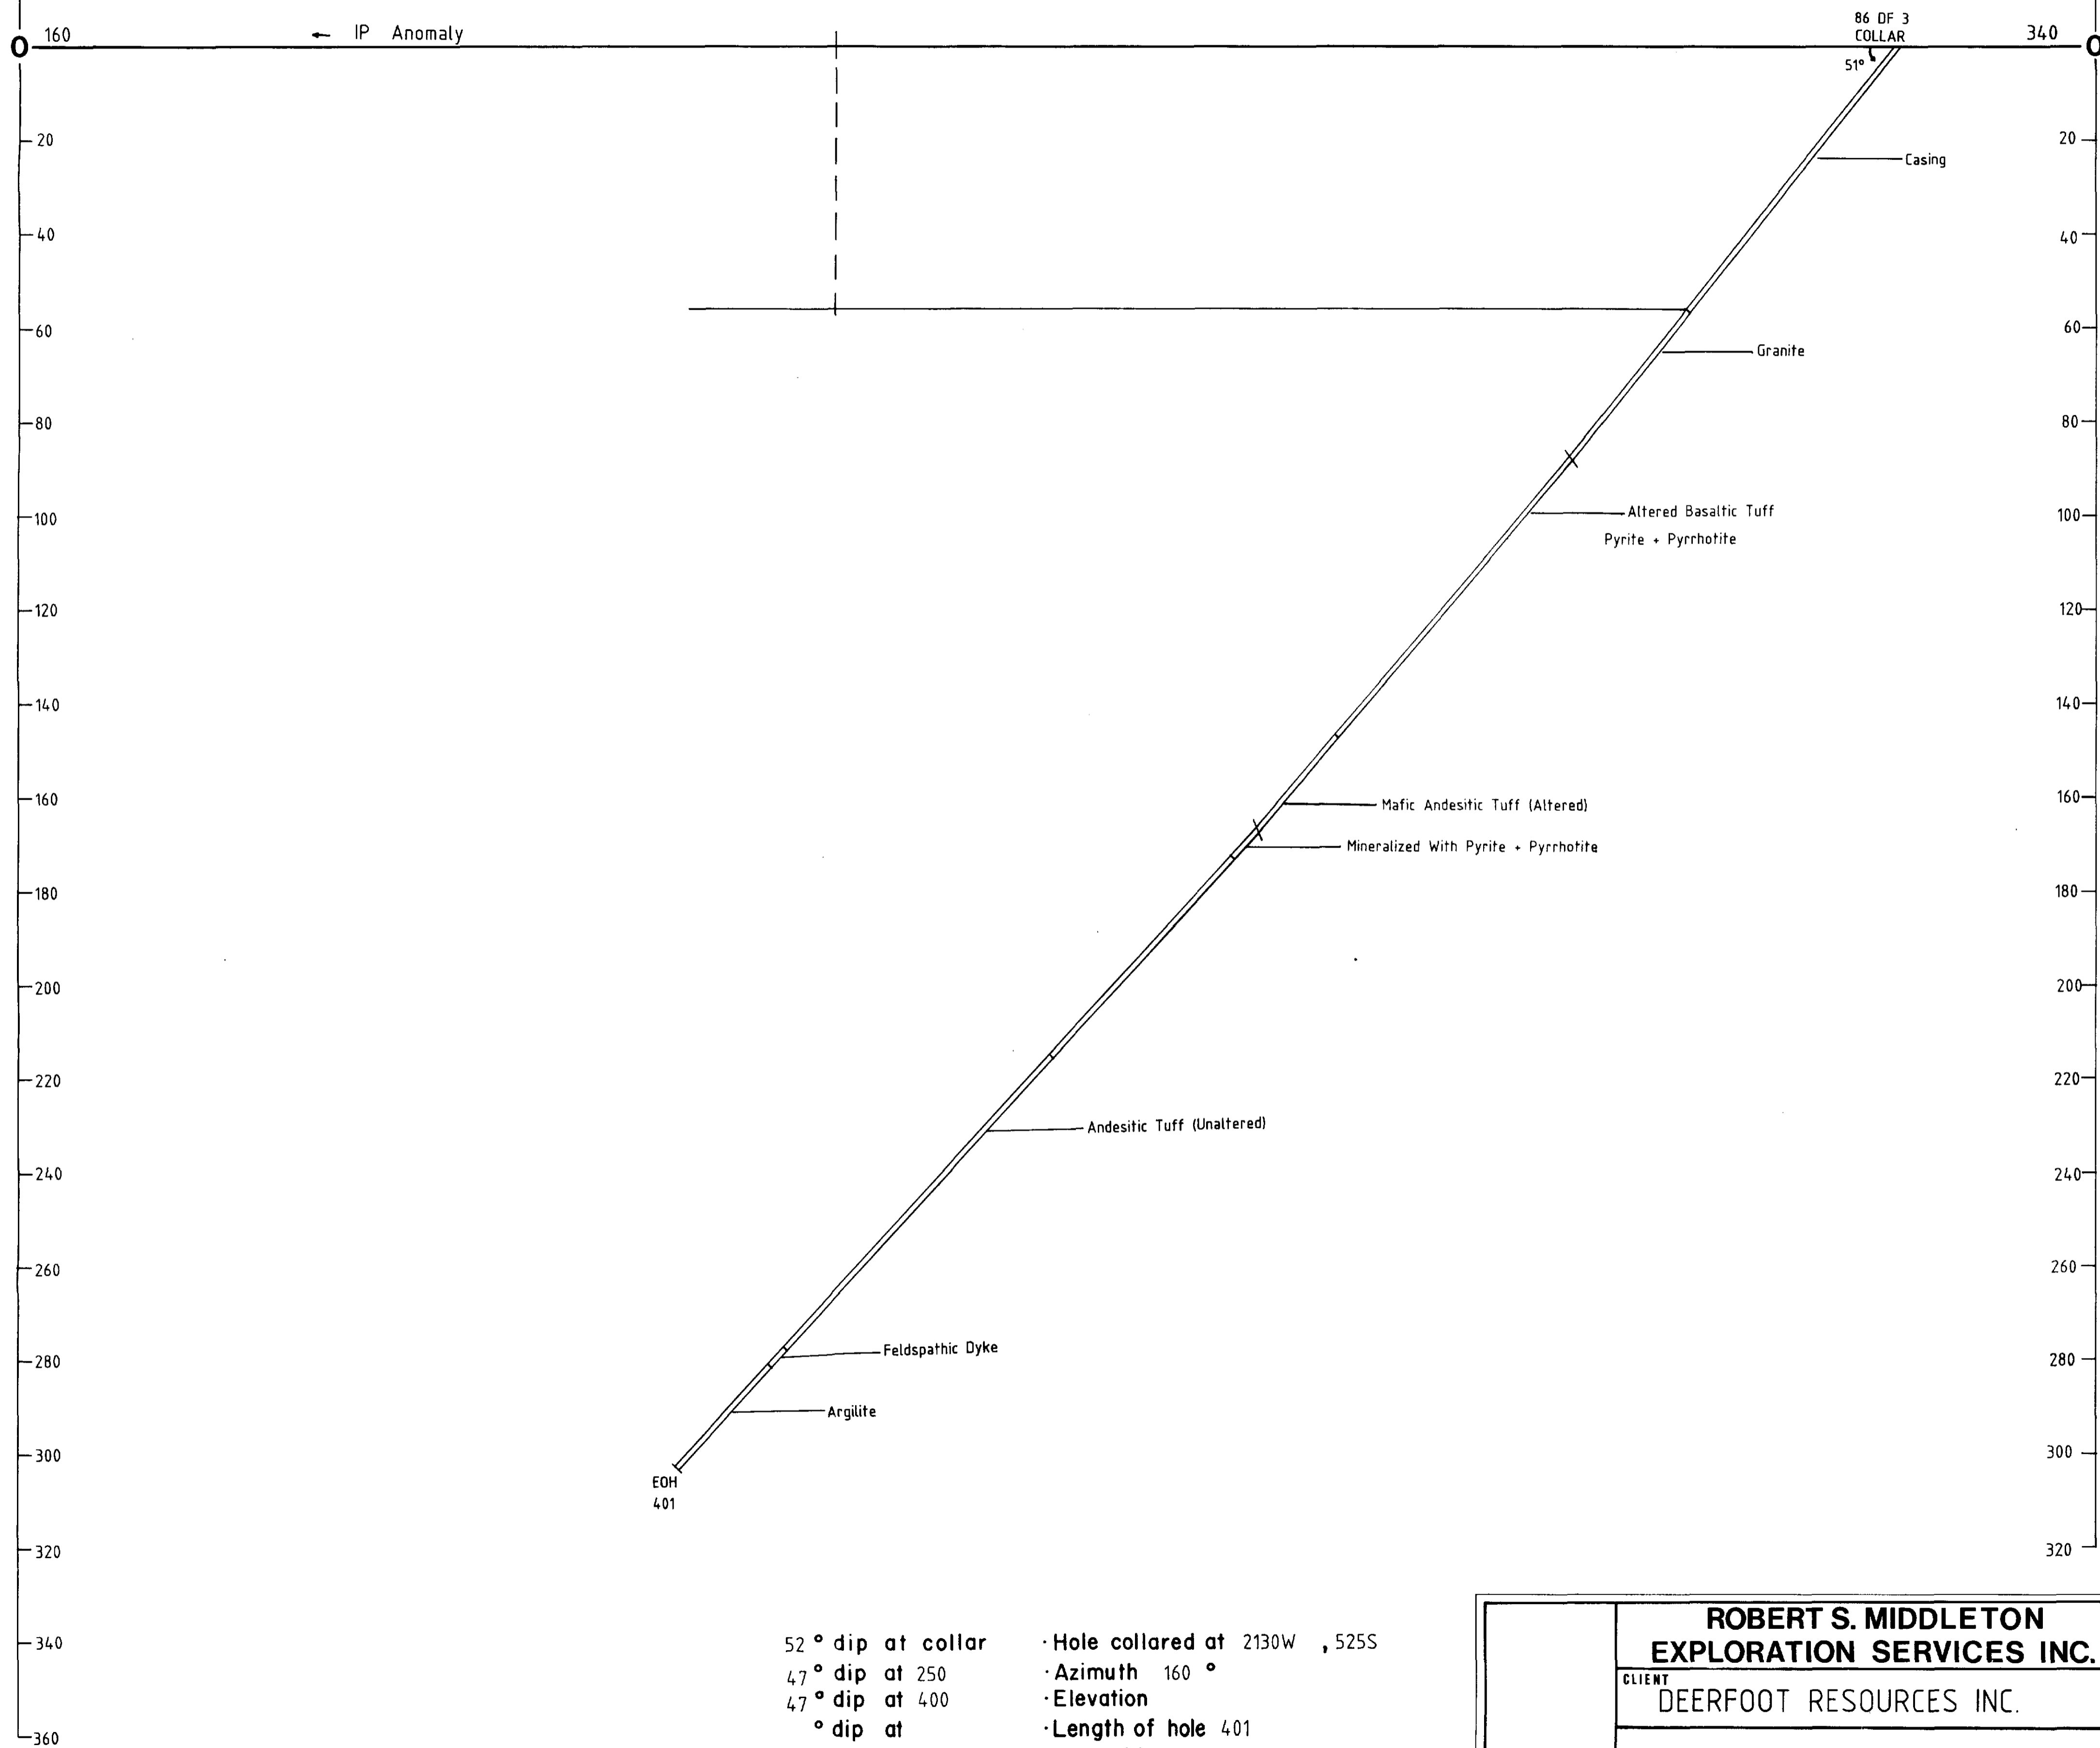 86 DF 3
COLLAR
0 160 ← IP Anomaly 340 0
51°
20 20
Casing
40 40
60 60
Granite
80 80
100 Altered Basaltic Tuff 100
Pyrite + Pyrrhotite
120 120
140 140
160 Mafic Andesitic Tuff (Altered) 160
Mineralized With Pyrite + Pyrrhotite
180 180
200 200
220 220
Andesitic Tuff (Unaltered)
240 240
260 260
Feldspathic Dyke
280 280
Argilite
300 300
EOH
401
320 320
340
360
52 ° dip at collar
47 ° dip at 250
47 ° dip at 400
° dip at
· Hole collared at 2130W , 525S
· Azimuth 160 °
· Elevation
· Length of hole 401
ROBERT S. MIDDLETON
EXPLORATION SERVICES INC.
CLIENT
DEERFOOT RESOURCES INC.